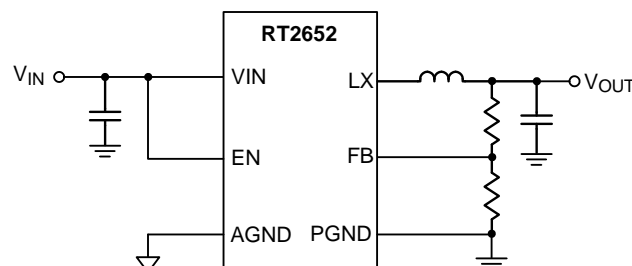 RT2652
VIN
VIN
LX
VOUT
EN
FB
AGND
PGND